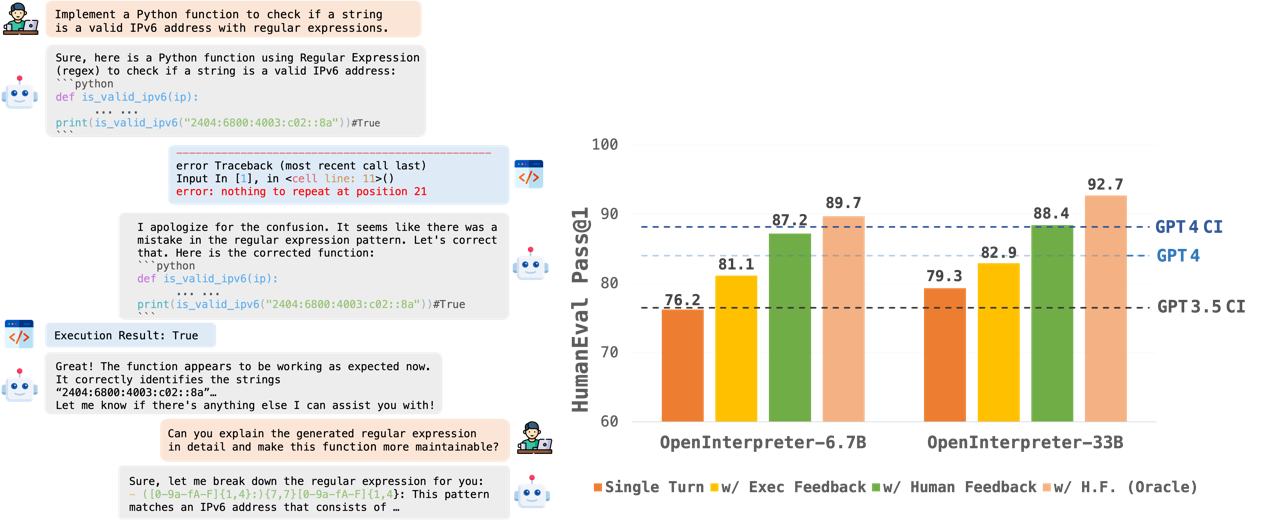 Implement a Python function to check if a string
is a valid IPv6 address with regular expressions.
Sure, here is a Python function using Regular Expression
(regex) to check if a string is a valid IPv6 address:
```python
def is_valid_ipv6(ip):
... ...
print(is_valid_ipv6("2404:6800:4003:c02::8a"))#True
```
error Traceback (most recent call last)
Input In [1], in <cell line: 11>()
error: nothing to repeat at position 21
I apologize for the confusion. It seems like there was a
mistake in the regular expression pattern. Let's correct
that. Here is the corrected function:
```python
def is_valid_ipv6(ip):
... ...
print(is_valid_ipv6("2404:6800:4003:c02::8a"))#True
```
Execution Result: True
Great! The function appears to be working as expected now.
It correctly identifies the strings
“2404:6800:4003:c02::8a”…
Let me know if there's anything else I can assist you with!
Can you explain the generated regular expression
in detail and make this function more maintainable?
Sure, let me break down the regular expression for you:
- ([0-9a-fA-F]{1,4}:){7,7}[0-9a-fA-F]{1,4}: This pattern
matches an IPv6 address that consists of …
HumanEval Pass@1
100
90
80
70
60
76.2
81.1
87.2
89.7
79.3
82.9
88.4
92.7
GPT4 CI
GPT4
GPT3.5 CI
OpenInterpreter-6.7B
OpenInterpreter-33B
Single Turn
w/ Exec Feedback
w/ Human Feedback
w/ H.F. (Oracle)